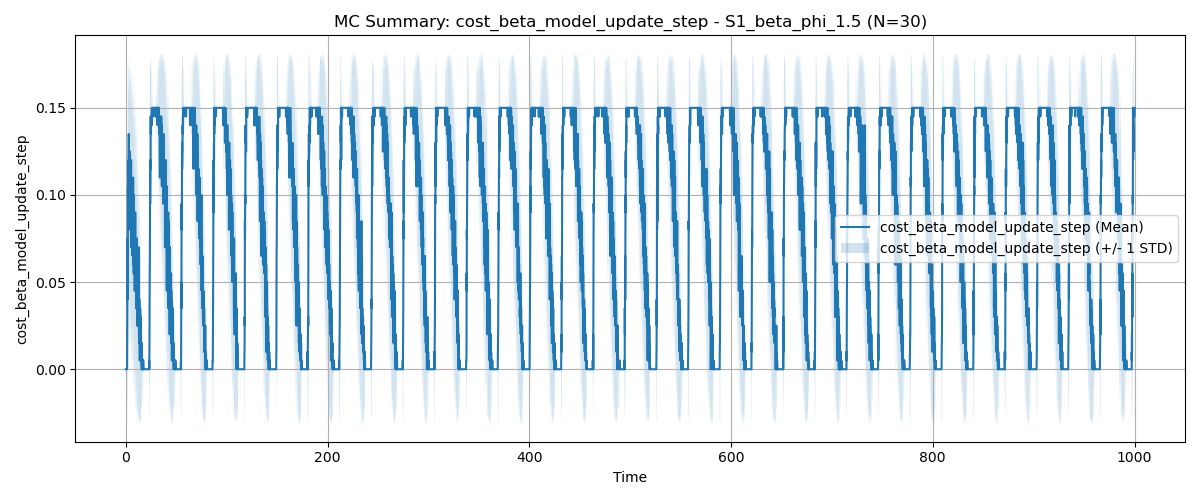 MC Summary: cost_beta_model_update_step - S1_beta_phi_1.5 (N=30)
cost_beta_model_update_step
0.15
0.10
0.05
0.00
cost_beta_model_update_step (Mean)
cost_beta_model_update_step (+/- 1 STD)
0 200 400 600 800 1000
Time